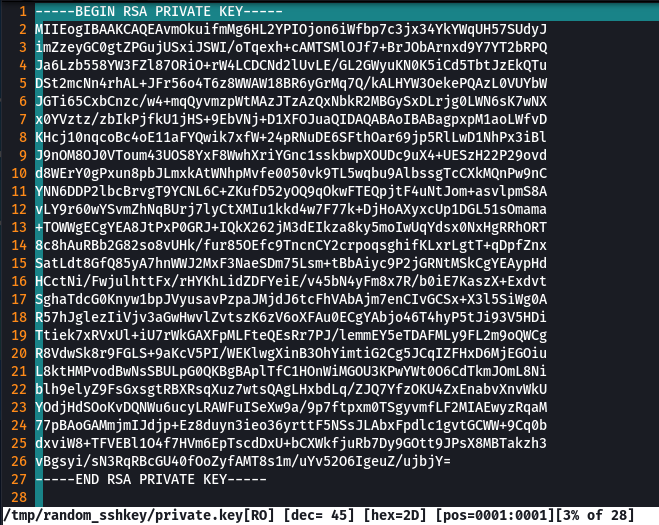 1 -----BEGIN RSA PRIVATE KEY-----
2 MIIEogIBAAKCAQEAvmOkuifmMg6HL2YPIOjon6iWfbp7c3jx34YkYWqUH57SUdyJ
3 imZzeyGC0gtZPGujUSxiJSWI/oTqexh+cAMTSMlOJf7+BrJObArnxd9Y7YT2bRPQ
4 Ja6Lzb558YW3FZl87ORiO+rW4LCDCNd2lUvLE/GL2GWyuKN0K5iCd5TbtJzEkQTu
5 DSt2mcNn4rhAL+JFr56o4T6z8WWAW18BR6yGrMq7Q/kALHYW3OekePQAzL0VUYbW
6 JGTi65CxbCnzc/w4+mqQyvmzpWtMAzJTzAzQxNbkR2MBGySxDLrjg0LWN6sK7wNX
7 x0YVztz/zbIkPjfkU1jHS+9EbVNj+D1XFOJuaQIDAQABAoIBABagpxpM1aoLWfvD
8 KHcj10nqcoBc4oE11aFYQwik7xfW+24pRNuDE6SFthOar69jp5RlLwD1NhPx3iBl
9 J9nOM8OJ0VToum43UOS8YxF8WwhXriYGnc1sskbwpXOUDc9uX4+UESzH22P29ovd
10 d8WErY0gPxun8pbJLmxkAtWNhpMvfe0050vk9TL5wqbu9AlbssgTcCXkMQnPw9nC
11 YNN6DDP2lbcBrvgT9YCNL6C+ZKufD52yOQ9qOkwFTEQpjtF4uNtJom+asvlpmS8A
12 vLY9r60wYSvmZhNqBUrj7lyCtXMIu1kkd4w7F77k+DjHoAXyxcUp1DGL51sOmama
13 +TOWWgECgYEA8JtPxP0GRJ+IQkX262jM3dEIkza8ky5moIwUqYdsx0NxHgRRhORT
14 8c8hAuRBb2G82so8vUHk/fur85OEfc9TncnCY2crpoqsghifKLxrLgtT+qDpfZnx
15 SatLdt8GfQ85yA7hnWWJ2MxF3NaeSDm75Lsm+tBbAiyc9P2jGRNtMSkCgYEAypHd
16 HCctNi/FwjulhttFx/rHYKhLidZDFYeiE/v45bN4yFm8x7R/b0iE7KaszX+Exdvt
17 SghaTdcG0Knyw1bpJVyusavPzpaJMjdJ6tcFhVAbAjm7enCIvGCSx+X3l5SiWg0A
18 R57hJglezIiVjv3aGwHwvlZvtszK6zV6oXFAu0ECgYAbjo46T4hyP5tJi93V5HDi
19 Ttiek7xRVxUl+iU7rWkGAXFpMLFteQEsRr7PJ/lemmEY5eTDAFMLy9FL2m9oQWCg
20 R8VdwSk8r9FGLS+9aKcV5PI/WEKlwgXinB3OhYimtiG2Cg5JCqIZFHxD6MjEGOiu
21 L8ktHMPvodBwNsSBULpG0QKBgBAplTfC1HOnWiMGOU3KPwYWt0O6CdTkmJOmL8Ni
22 blh9elyZ9FsGxsgtRBXRsqXuz7wtsQAgLHxbdLq/ZJQ7YfzOKU4ZxEnabvXnvWkU
23 YOdjHdSOoKvDQNWu6ucyLRAWFuISeXw9a/9p7ftpxm0TSgyvmfLF2MIAEwyzRqaM
24 77pBAoGAMmjmIJdjp+Ez8duyn3ieo36yrttF5NSsJLAbxFpdlc1gvtGCWW+9Cq0b
25 dxviW8+TFVEBl1O4f7HVm6EpTscdDxU+bCXWkfjuRb7Dy9GOtt9JPsX8MBTakzh3
26 vBgsyi/sN3RqRBcGU40fOoZyfAMT8s1m/uYv52O6IgeuZ/ujbjY=
27 -----END RSA PRIVATE KEY-----
28
/tmp/random_sshkey/private.key[RO] [dec= 45] [hex=2D] [pos=0001:0001][3% of 28]